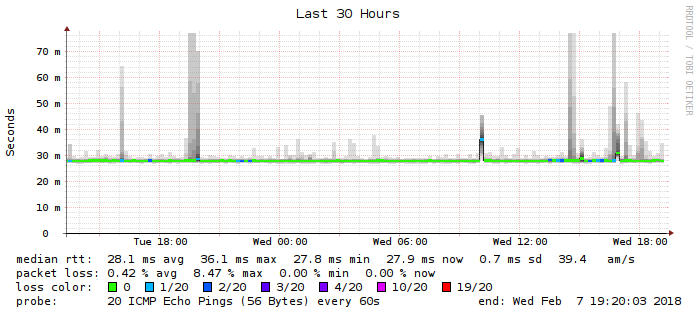 Last 30 Hours
RRDTOOL / TOBI OETIKER
Seconds
70 m
60 m
50 m
40 m
30 m
20 m
10 m
0
Tue 18:00 Wed 00:00 Wed 06:00 Wed 12:00 Wed 18:00
median rtt: 28.1 ms avg 36.1 ms max 27.8 ms min 27.9 ms now 0.7 ms sd 39.4 am/s
packet loss: 0.42 % avg 8.47 % max 0.00 % min 0.00 % now
loss color: 0 1/20 2/20 3/20 4/20 10/20 19/20
probe: 20 ICMP Echo Pings (56 Bytes) every 60s end: Wed Feb 7 19:20:03 2018